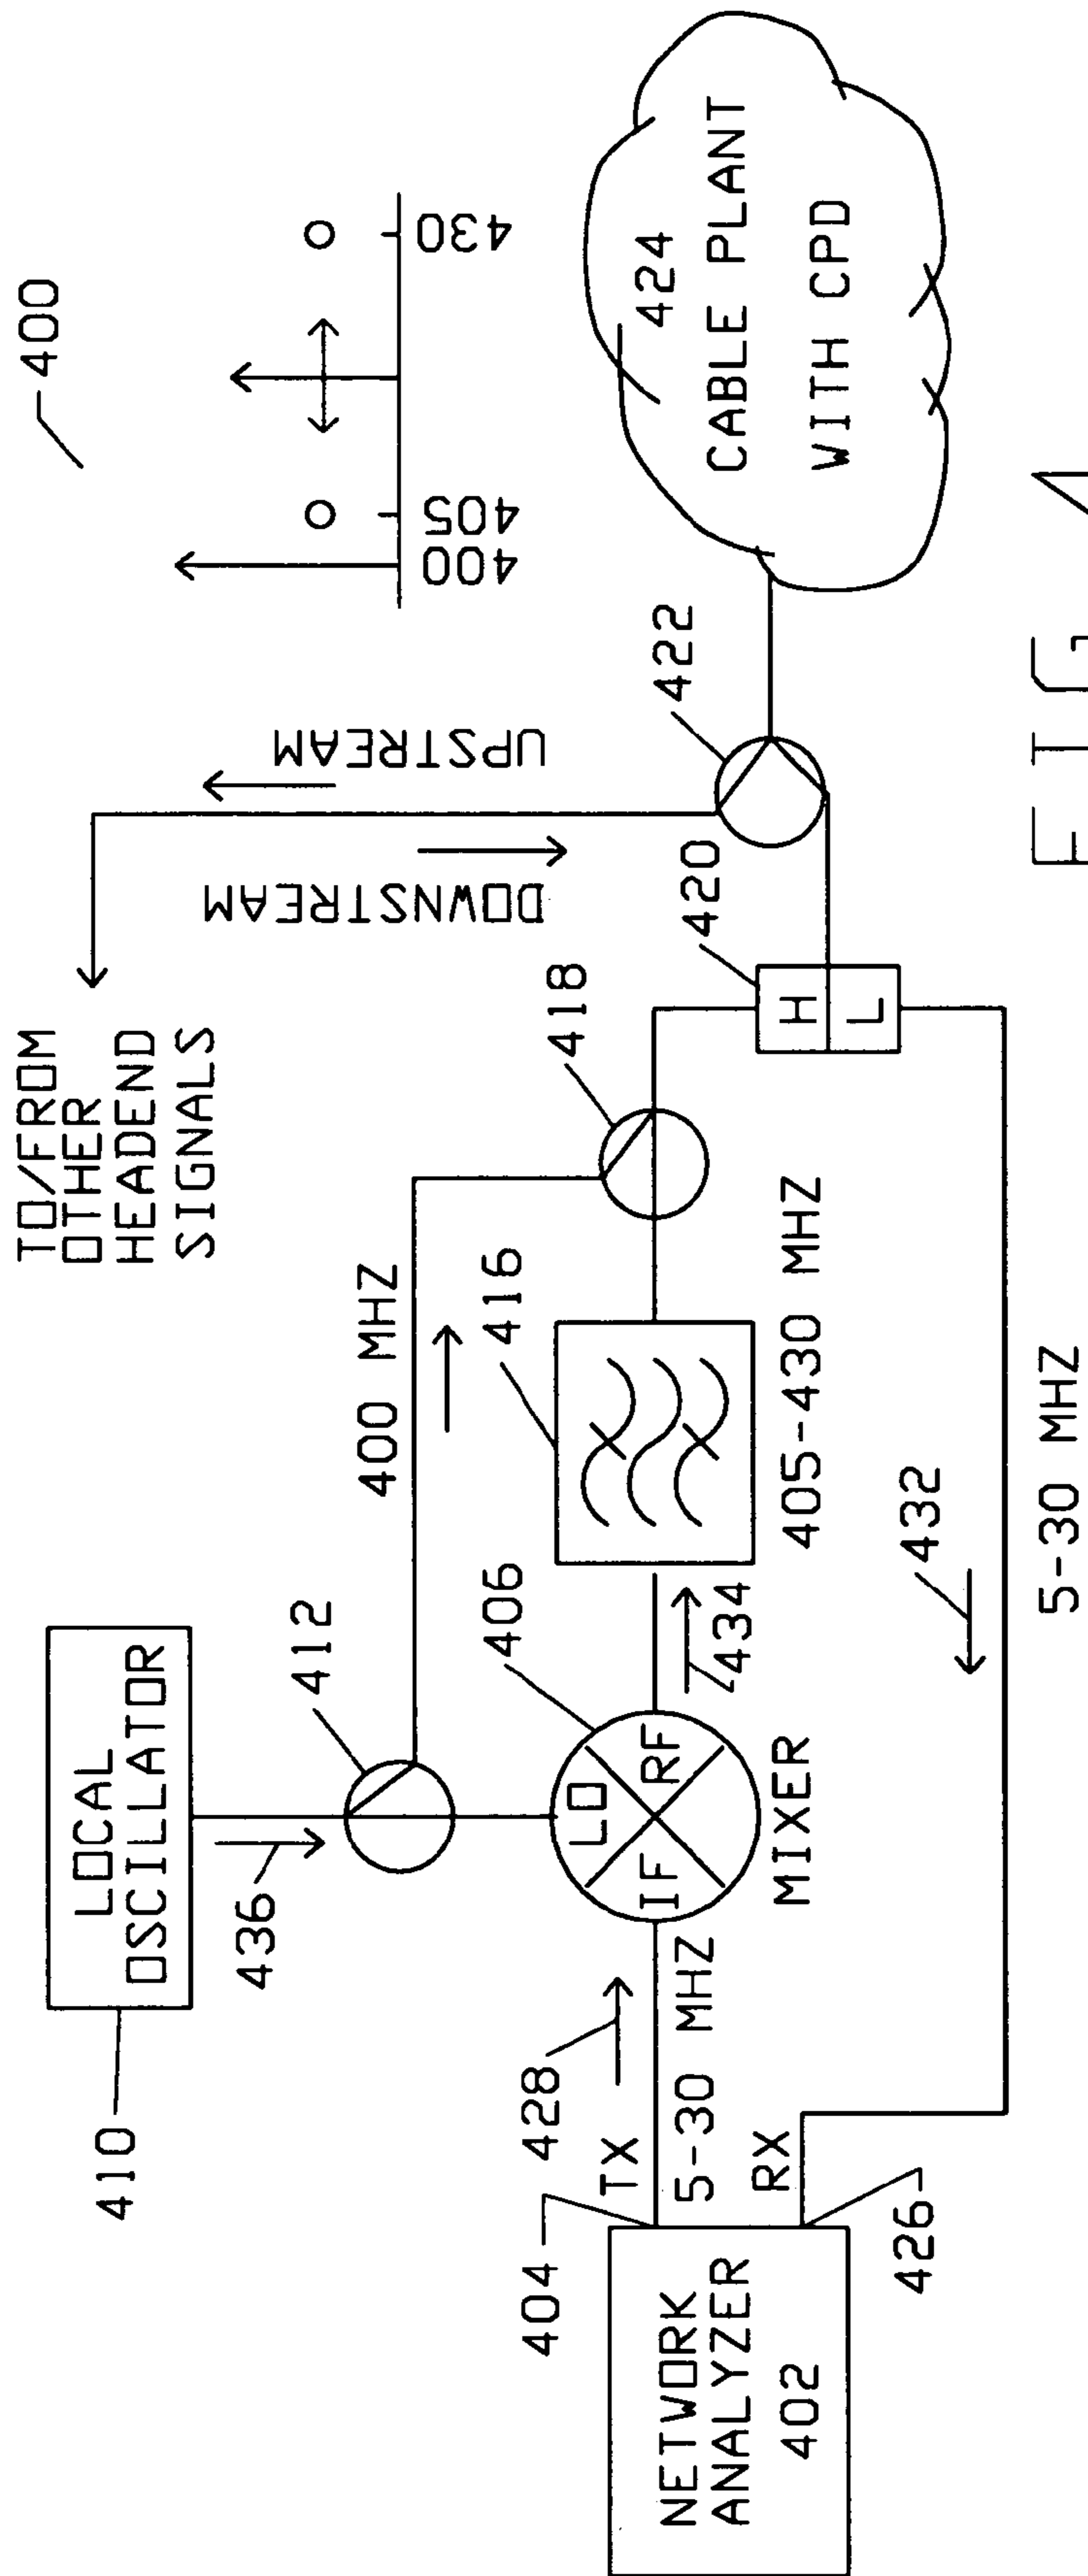 400
TO/FROM
OTHER
HEADEND
SIGNALS
DOWNSTREAM
UPSTREAM
400
405
430
LOCAL
OSCILLATOR
410
436
412
400 MHZ
416
418
420
422
424
CABLE PLANT
WITH CPD
404
428
TX
5-30 MHZ
RX
426
NETWORK
ANALYZER
402
LO
IF
RF
MIXER
406
434
405-430 MHZ
H
L
432
5-30 MHZ